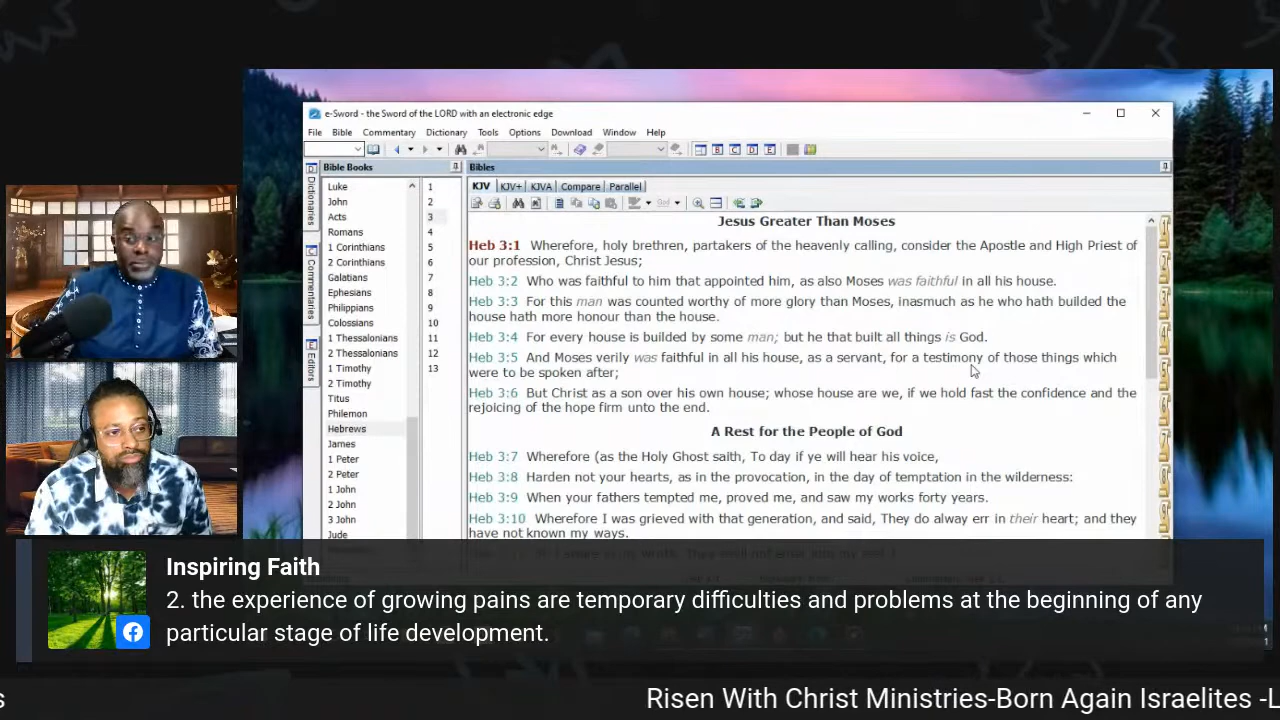 e-Sword - the Sword of the LORD with an electronic edge
File Bible Commentary Dictionary Tools Options Download Window Help
Bible Books
Bibles
Dictionaries
Commentaries
Editors
Luke
John
Acts
Romans
1 Corinthians
2 Corinthians
Galatians
Ephesians
Philippians
Colossians
1 Thessalonians
2 Thessalonians
1 Timothy
2 Timothy
Titus
Philemon
Hebrews
James
1 Peter
2 Peter
1 John
2 John
3 John
Jude
1
2
3
4
5
6
7
8
9
10
11
12
13
KJV KJV+ KJVA Compare Parallel
Jesus Greater Than Moses
Heb 3:1 Wherefore, holy brethren, partakers of the heavenly calling, consider the Apostle and High Priest of
our profession, Christ Jesus;
Heb 3:2 Who was faithful to him that appointed him, as also Moses was faithful in all his house.
Heb 3:3 For this man was counted worthy of more glory than Moses, inasmuch as he who hath builded the
house hath more honour than the house.
Heb 3:4 For every house is builded by some man; but he that built all things is God.
Heb 3:5 And Moses verily was faithful in all his house, as a servant, for a testimony of those things which
were to be spoken after;
Heb 3:6 But Christ as a son over his own house; whose house are we, if we hold fast the confidence and the
rejoicing of the hope firm unto the end.
A Rest for the People of God
Heb 3:7 Wherefore (as the Holy Ghost saith, To day if ye will hear his voice,
Heb 3:8 Harden not your hearts, as in the provocation, in the day of temptation in the wilderness:
Heb 3:9 When your fathers tempted me, proved me, and saw my works forty years.
Heb 3:10 Wherefore I was grieved with that generation, and said, They do alway err in their heart; and they
have not known my ways.
Inspiring Faith
2. the experience of growing pains are temporary difficulties and problems at the beginning of any
particular stage of life development.
s Risen With Christ Ministries-Born Again Israelites -L